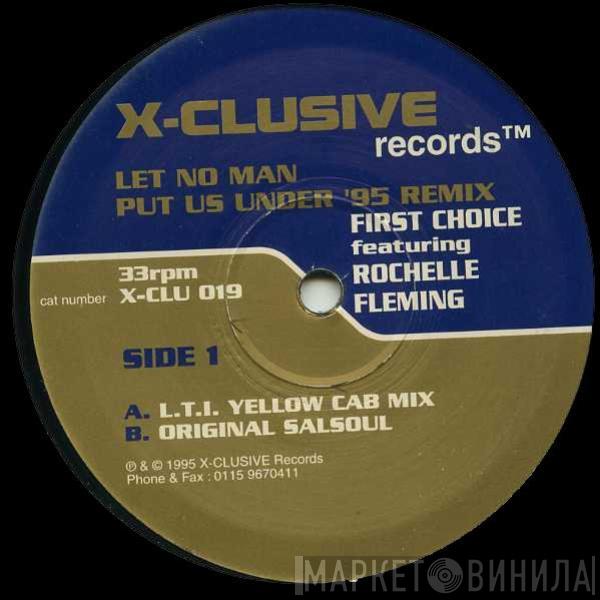 X-CLUSIVE
records™
LET NO MAN
PUT US UNDER '95 REMIX
FIRST CHOICE
featuring
ROCHELLE
FLEMING
33rpm
cat number X-CLU 019
SIDE 1
A. L.T.I. YELLOW CAB MIX
B. ORIGINAL SALSOUL
℗ & © 1995 X-CLUSIVE Records
Phone & Fax : 0115 9670411
МАРКЕТ ВИНИЛА